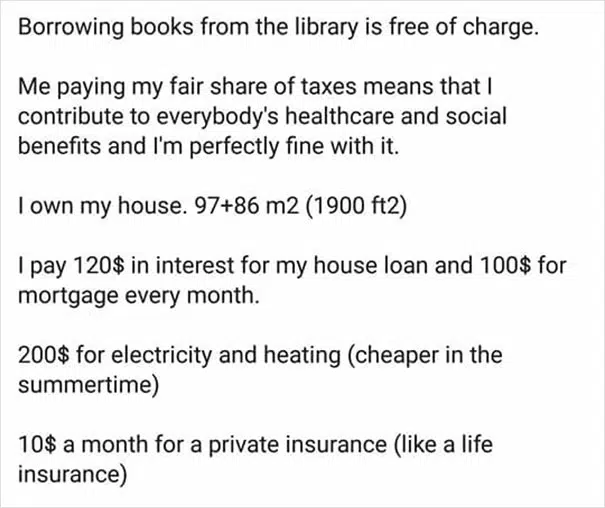 Borrowing books from the library is free of charge.
Me paying my fair share of taxes means that I
contribute to everybody's healthcare and social
benefits and I'm perfectly fine with it.
I own my house. 97+86 m2 (1900 ft2)
I pay 120$ in interest for my house loan and 100$ for
mortgage every month.
200$ for electricity and heating (cheaper in the
summertime)
10$ a month for a private insurance (like a life
insurance)